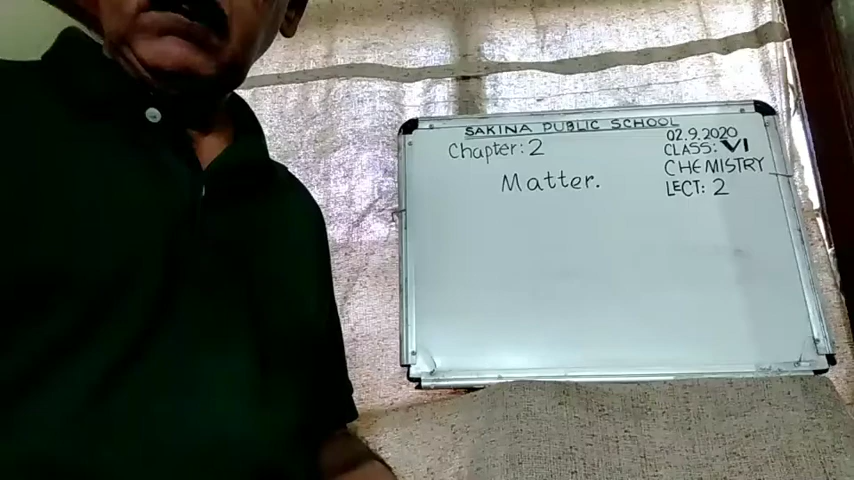 SAKINA PUBLIC SCHOOL
02.9.2020
Chapter: 2
CLASS: VI
CHEMISTRY
Matter.
LECT: 2